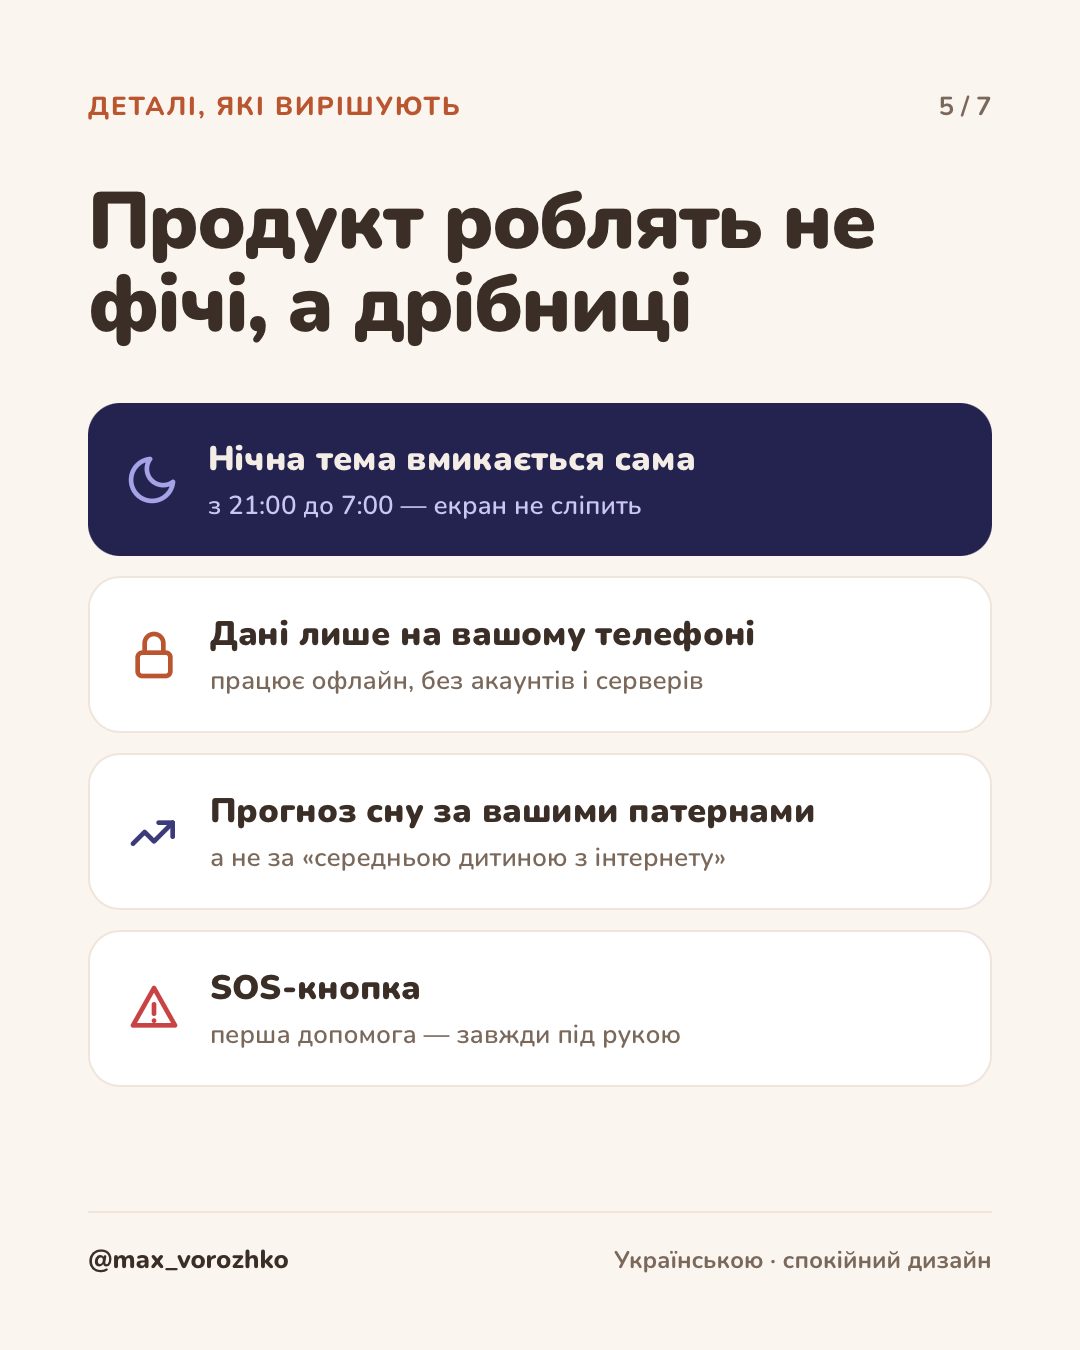 ДЕТАЛІ, ЯКІ ВИРІШУЮТЬ
5 / 7
Продукт роблять не
фічі, а дрібниці
Нічна тема вмикається сама
з 21:00 до 7:00 — екран не сліпить
Дані лише на вашому телефоні
працює офлайн, без акаунтів і серверів
Прогноз сну за вашими патернами
а не за «середньою дитиною з інтернету»
SOS-кнопка
перша допомога — завжди під рукою
@max_vorozhko
Українською · спокійний дизайн